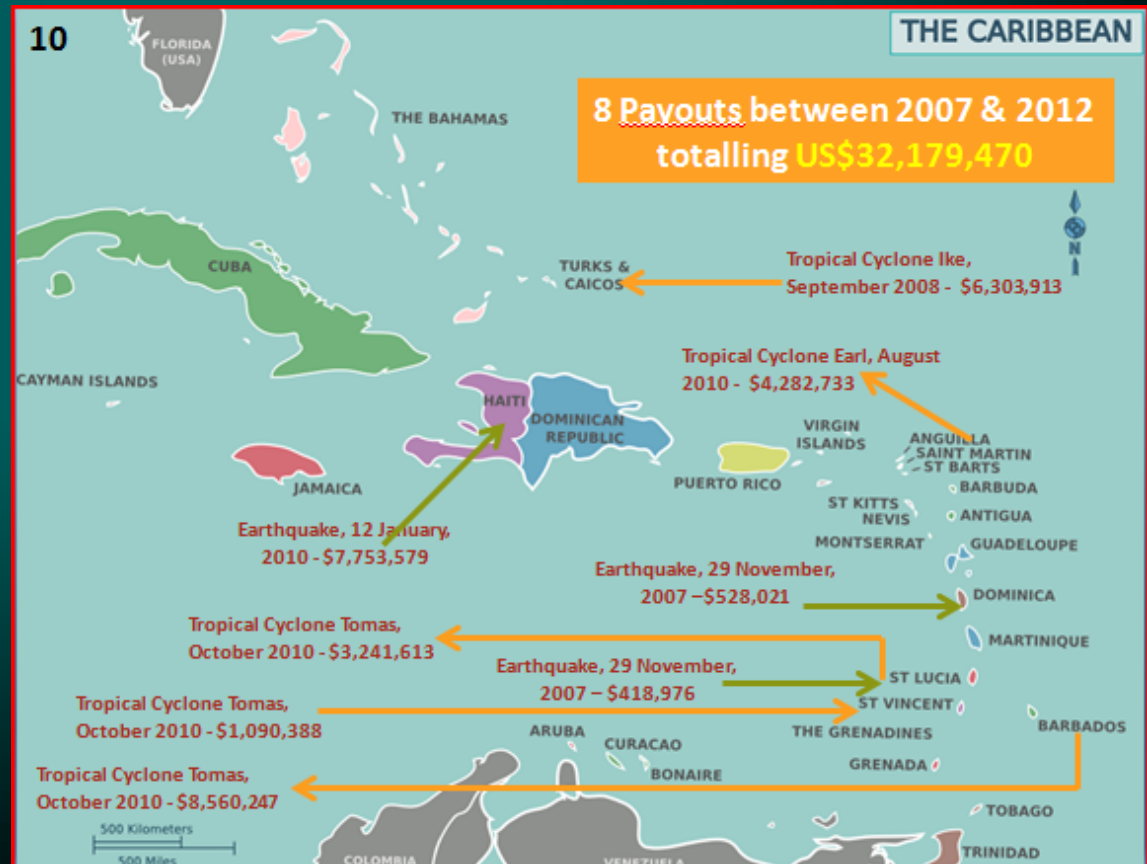 10
THE CARIBBEAN
FLORIDA
(USA)
8 Payouts between 2007 & 2012
totalling US$32,179,470
THE BAHAMAS
N
CUBA
TURKS &
CAICOS
Tropical Cyclone Ike,
September 2008 - $6,303,913
Tropical Cyclone Earl, August
2010 - $4,282,733
CAYMAN ISLANDS
HAITI
DOMINICAN
REPUBLIC
VIRGIN
ISLANDS
ANGUILLA
SAINT MARTIN
ST BARTS
JAMAICA
PUERTO RICO
BARBUDA
ST KITTS
NEVIS
ANTIGUA
MONTSERRAT
GUADELOUPE
Earthquake, 12 January,
2010 - $7,753,579
Earthquake, 29 November,
2007 –$528,021
DOMINICA
Tropical Cyclone Tomas,
October 2010 - $3,241,613
MARTINIQUE
Earthquake, 29 November,
2007 – $418,976
ST LUCIA
Tropical Cyclone Tomas,
October 2010 - $1,090,388
ST VINCENT
THE GRENADINES
BARBADOS
ARUBA
CURACAO
BONAIRE
GRENADA
Tropical Cyclone Tomas,
October 2010 - $8,560,247
TOBAGO
500 Kilometers
500 Miles
COLOMBIA
VENEZUELA
TRINIDAD